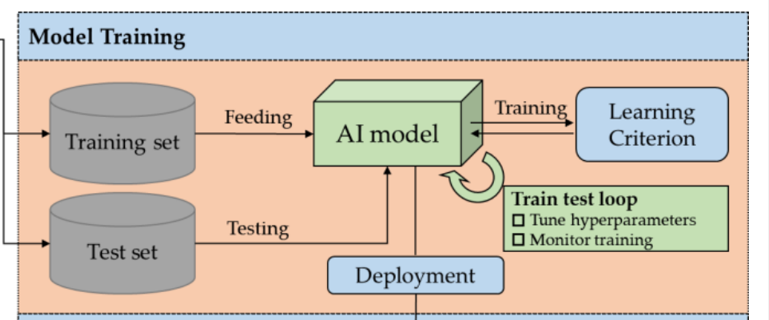 Model Training
Training set
Feeding
AI model
Training
Learning
Criterion
Train test loop
Tune hyperparameters
Monitor training
Test set
Testing
Deployment